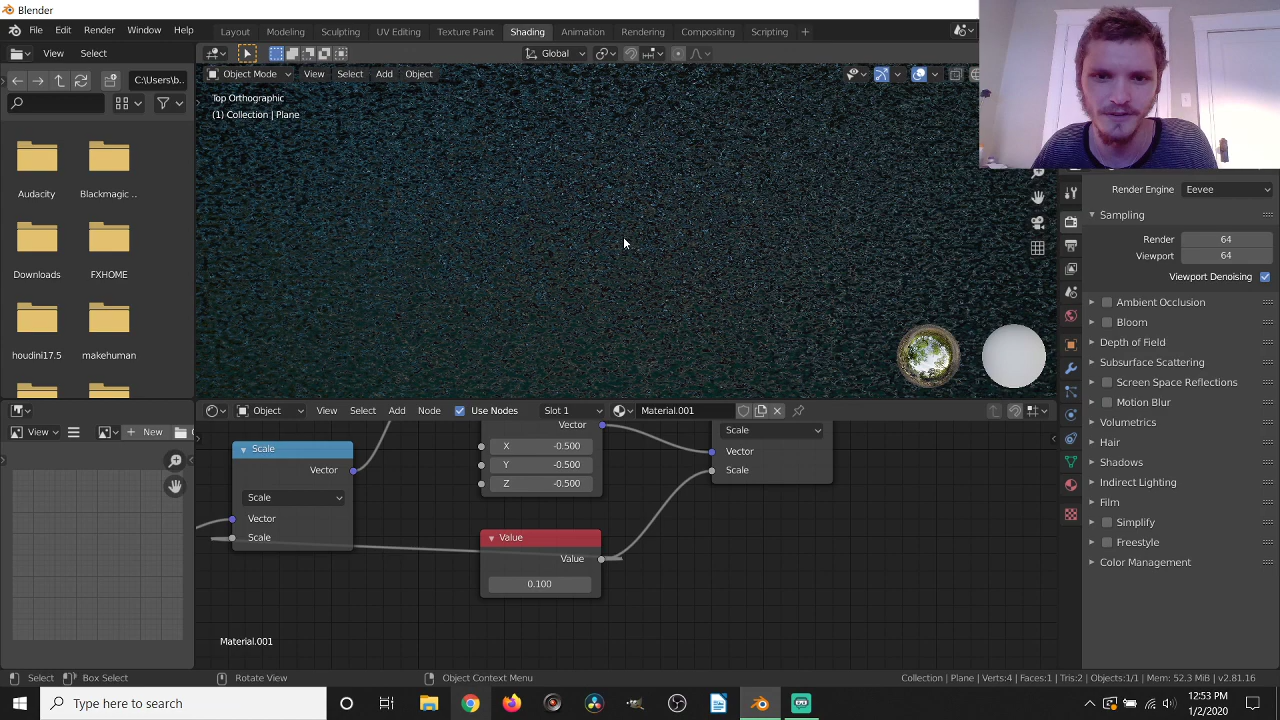 Blender
File Edit Render Window Help
Layout Modeling Sculpting UV Editing Texture Paint Shading Animation Rendering Compositing Scripting +
View Select
Global
C:\Users\b...
Object Mode View Select Add Object
Top Orthographic
(1) Collection | Plane
Audacity Blackmagic ..
Downloads FXHOME
houdini17.5 makehuman
Render Engine Eevee
Sampling
Render 64
Viewport 64
Viewport Denoising
Ambient Occlusion
Bloom
Depth of Field
Subsurface Scattering
Screen Space Reflections
Motion Blur
Volumetrics
Hair
Shadows
Indirect Lighting
Film
Simplify
Freestyle
Color Management
Object View Select Add Node Use Nodes Slot 1 Material.001
View New
Scale
Vector
Scale
Vector
Scale
Vector
X -0.500
Y -0.500
Z -0.500
Value
Value
0.100
Scale
Vector
Scale
Material.001
Select Box Select Rotate View Object Context Menu
Collection | Plane | Verts:4 | Faces:1 | Tris:2 | Objects:1/1 | Mem: 52.3 MiB | v2.81.16
Type here to search
12:53 PM
1/2/2020